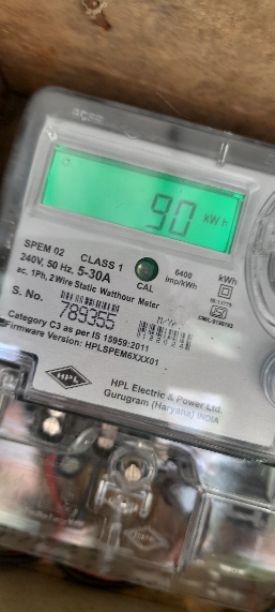 90 kWh
SPEM 02 CLASS 1
240V, 50 Hz, 5-30A
ac, 1Ph, 2 Wire Static Watthour Meter
CAL
6400
imp/kWh
kWh
S. No.
789355
Category C3 as per IS 15959:2011
Firmware Version: HPLSPEM6XXX01
HPL
HPL Electric & Power Ltd.
Gurugram (Haryana) INDIA
HPL